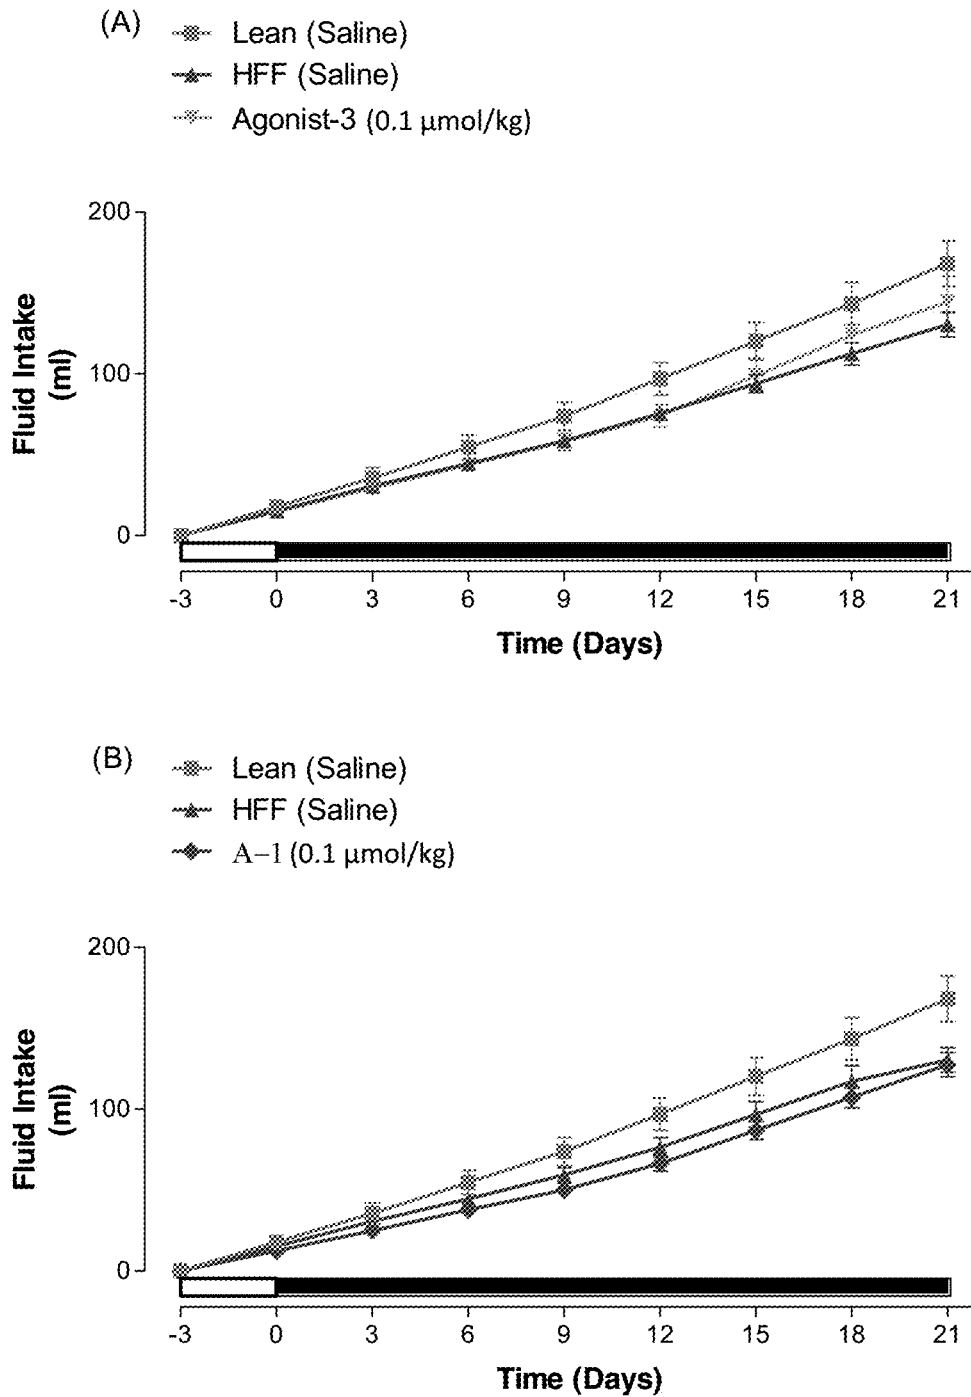 (A)
Lean (Saline)
HFF (Saline)
Agonist-3 (0.1 μmol/kg)
200
100
0
Fluid Intake
(ml)
-3 0 3 6 9 12 15 18 21
Time (Days)
(B)
Lean (Saline)
HFF (Saline)
A–1 (0.1 μmol/kg)
200
100
0
Fluid Intake
(ml)
-3 0 3 6 9 12 15 18 21
Time (Days)